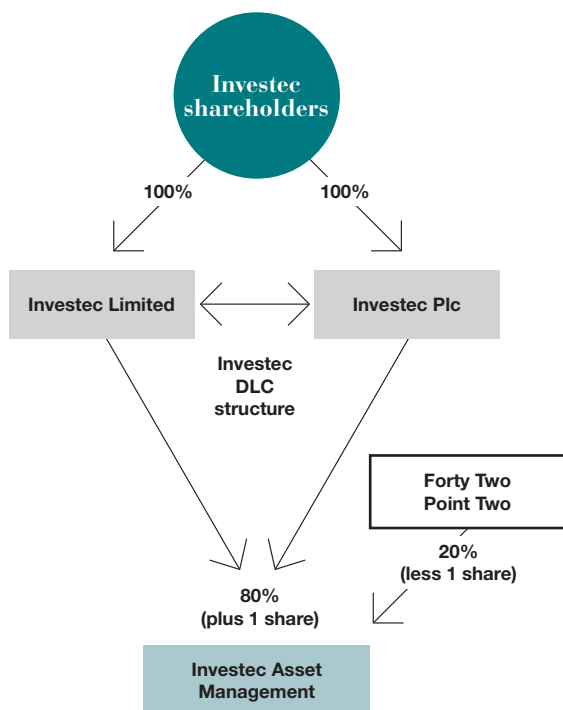 Investec
shareholders
100%
100%
Investec Limited
Investec Plc
Investec
DLC
structure
Forty Two
Point Two
20%
(less 1 share)
80%
(plus 1 share)
Investec Asset
Management